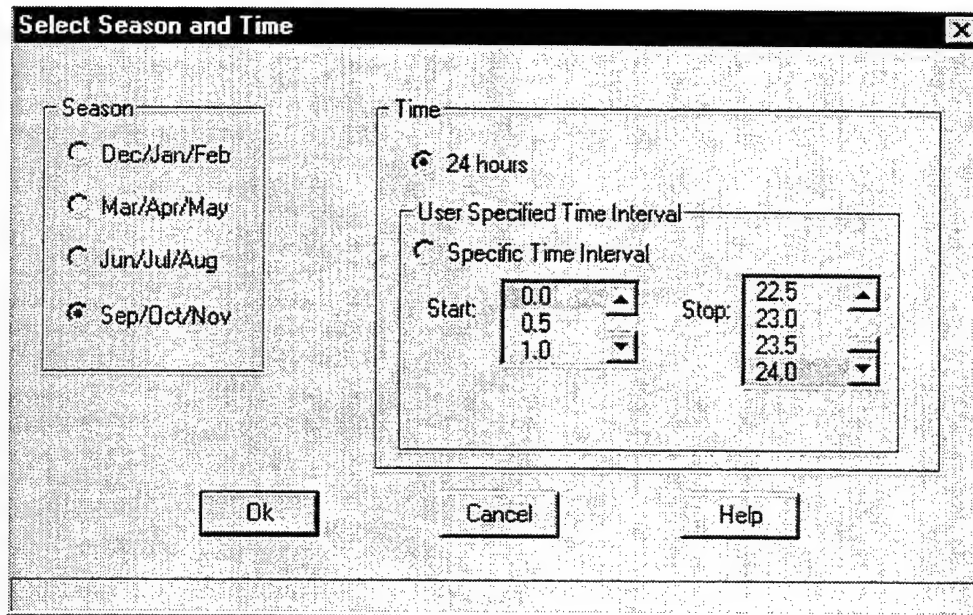 Select Season and Time
Season
Dec/Jan/Feb
Mar/Apr/May
Jun/Jul/Aug
Sep/Oct/Nov
Time
24 hours
User Specified Time Interval
Specific Time Interval
Start:
0.0
0.5
1.0
Stop:
22.5
23.0
23.5
24.0
Ok
Cancel
Help